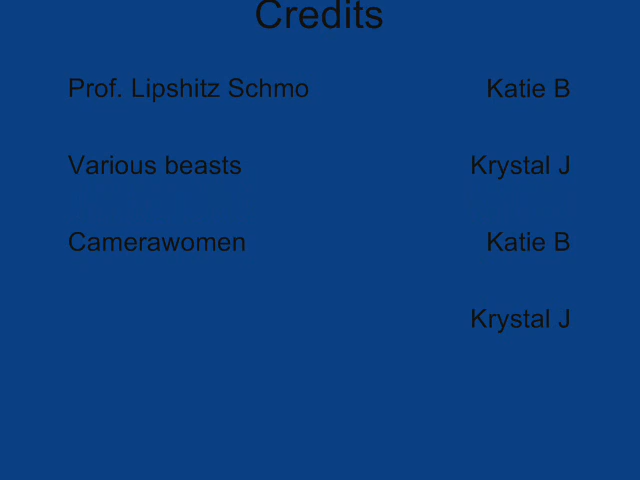 Credits
Prof. Lipshitz Schmo Katie B
Various beasts Krystal J
Camerawomen Katie B
Krystal J